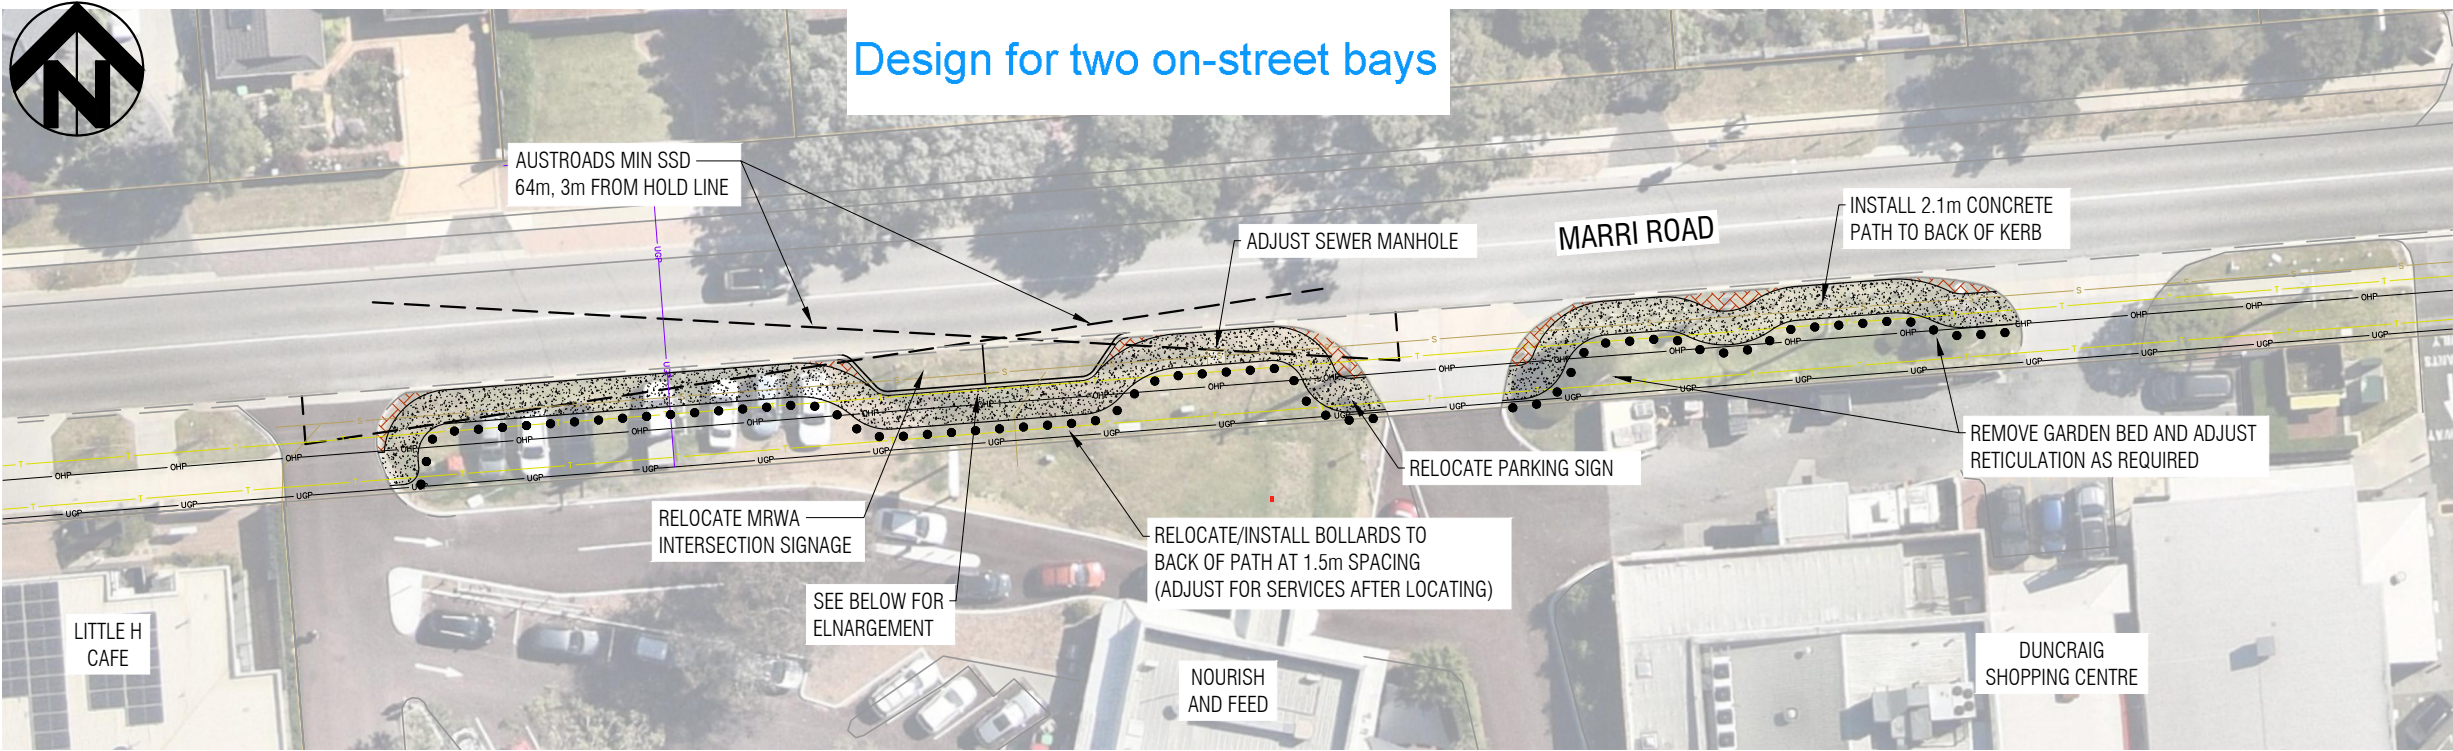 N
Design for two on-street bays
AUSTROADS MIN SSD
64m, 3m FROM HOLD LINE
ADJUST SEWER MANHOLE
MARRI ROAD
INSTALL 2.1m CONCRETE
PATH TO BACK OF KERB
REMOVE GARDEN BED AND ADJUST
RETICULATION AS REQUIRED
RELOCATE PARKING SIGN
RELOCATE MRWA
INTERSECTION SIGNAGE
RELOCATE/INSTALL BOLLARDS TO
BACK OF PATH AT 1.5m SPACING
(ADJUST FOR SERVICES AFTER LOCATING)
SEE BELOW FOR
ELNARGEMENT
LITTLE H
CAFE
NOURISH
AND FEED
DUNCRAIG
SHOPPING CENTRE